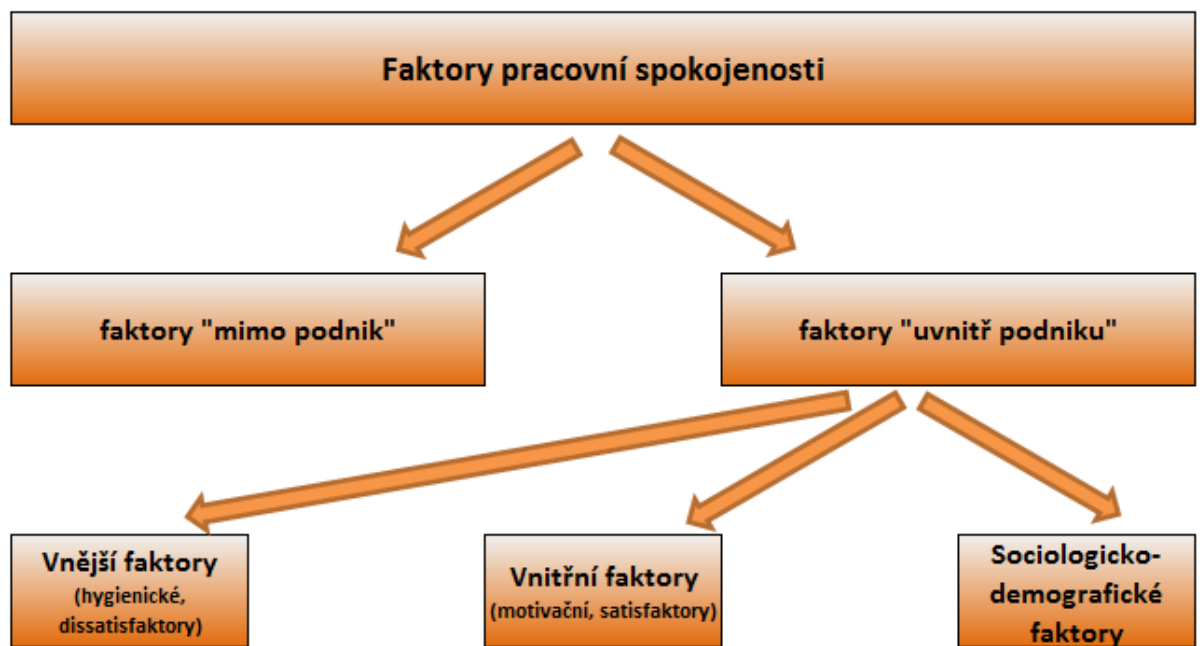 Faktory pracovní spokojenosti
faktory "mimo podnik"
faktory "uvnitř podniku"
Vnější faktory
(hygienické,
dissatisfaktory)
Vnitřní faktory
(motivační, satisfaktory)
Sociologicko-
demografické
faktory